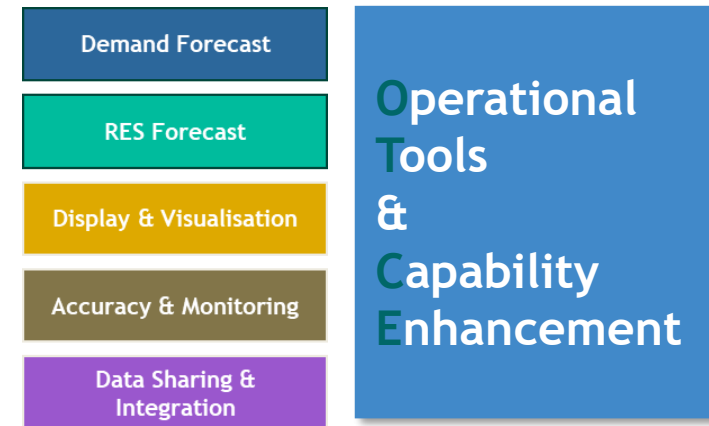 Demand Forecast
RES Forecast
Display & Visualisation
Accuracy & Monitoring
Data Sharing &
Integration
Operational
Tools
&
Capability
Enhancement